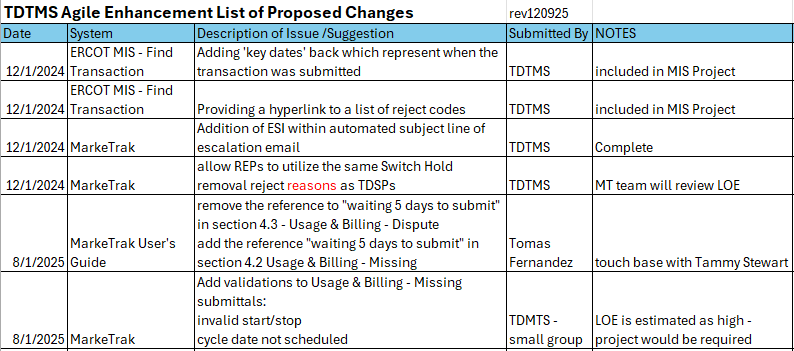 TDTMS Agile Enhancement List of Proposed Changes rev120925
Date System Description of Issue /Suggestion Submitted By NOTES
ERCOT MIS - Find Adding 'key dates' back which represent when the
12/1/2024 Transaction transaction was submitted TDTMS included in MIS Project
ERCOT MIS - Find
12/1/2024 Transaction Providing a hyperlink to a list of reject codes TDTMS included in MIS Project
Addition of ESI within automated subject line of
12/1/2024 MarkeTrak escalation email TDTMS Complete
allow REPs to utilize the same Switch Hold
12/1/2024 MarkeTrak removal reject reasons as TDSPs TDTMS MT team will review LOE
remove the reference to "waiting 5 days to submit"
in section 4.3 - Usage & Billing - Dispute
MarkeTrak User's add the reference "waiting 5 days to submit" in Tomas
8/1/2025 Guide section 4.2 Usage & Billing - Missing Fernandez touch base with Tammy Stewart
Add validations to Usage & Billing - Missing
submittals:
invalid start/stop TDMTS - LOE is estimated as high -
8/1/2025 MarkeTrak cycle date not scheduled small group project would be required